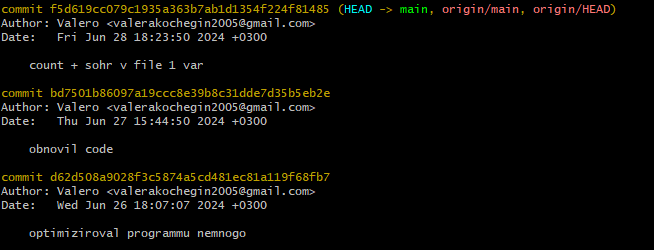 commit f5d619cc079c1935a363b7ab1d1354f224f81485 (HEAD -> main, origin/main, origin/HEAD)
Author: Valero <valerakochegin2005@gmail.com>
Date:   Fri Jun 28 18:23:50 2024 +0300
    count + sohr v file 1 var
commit bd7501b86097a19ccc8e39b8c31dde7d35b5eb2e
Author: Valero <valerakochegin2005@gmail.com>
Date:   Thu Jun 27 15:44:50 2024 +0300
    obnovil code
commit d62d508a9028f3c5874a5cd481ec81a119f68fb7
Author: Valero <valerakochegin2005@gmail.com>
Date:   Wed Jun 26 18:07:07 2024 +0300
    optimiziroval programmu nemnogo